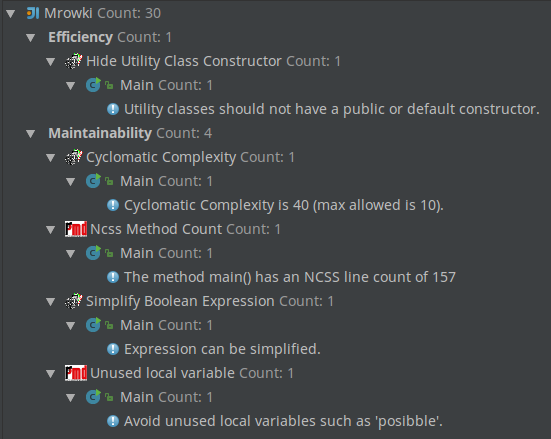 Mrowki Count: 30
Efficiency Count: 1
Hide Utility Class Constructor Count: 1
Main Count: 1
Utility classes should not have a public or default constructor.
Maintainability Count: 4
Cyclomatic Complexity Count: 1
Main Count: 1
Cyclomatic Complexity is 40 (max allowed is 10).
Ncss Method Count Count: 1
Main Count: 1
The method main() has an NCSS line count of 157
Simplify Boolean Expression Count: 1
Main Count: 1
Expression can be simplified.
Unused local variable Count: 1
Main Count: 1
Avoid unused local variables such as 'posibble'.